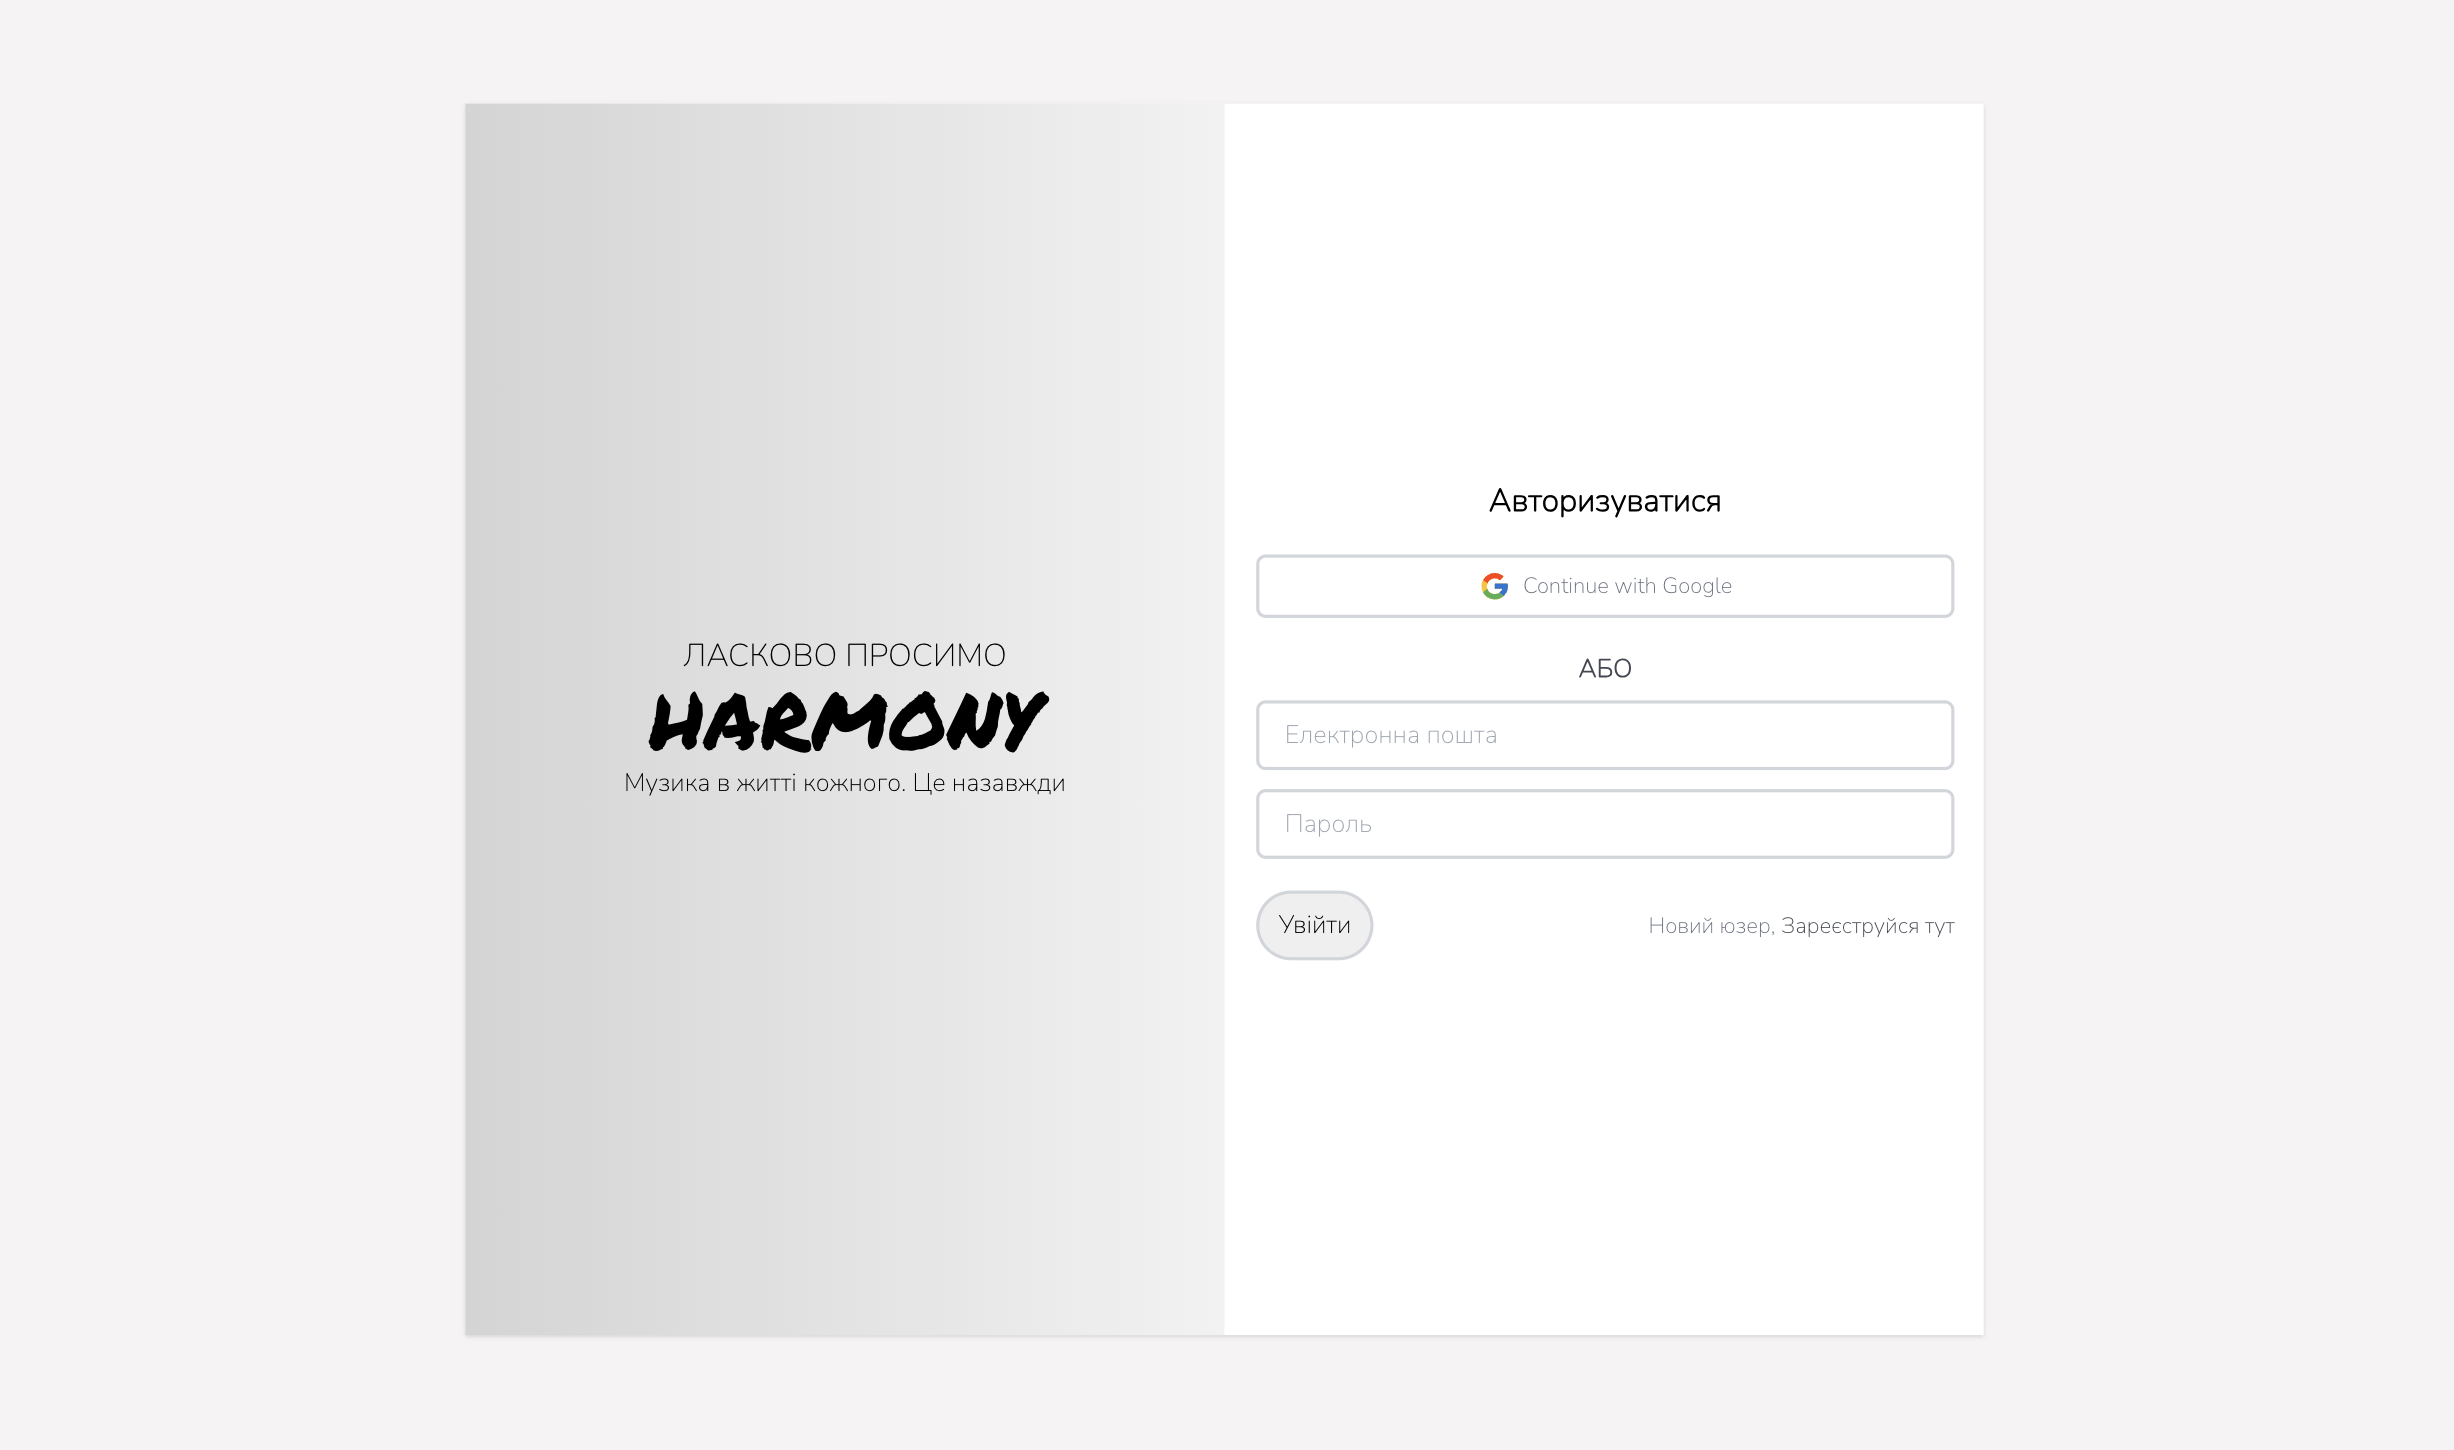 ЛАСКОВО ПРОСИМО
HARMONY
Музика в житті кожного. Це назавжди
Авторизуватися
Continue with Google
АБО
Електронна пошта
Пароль
Увійти
Новий юзер, Зареєструйся тут